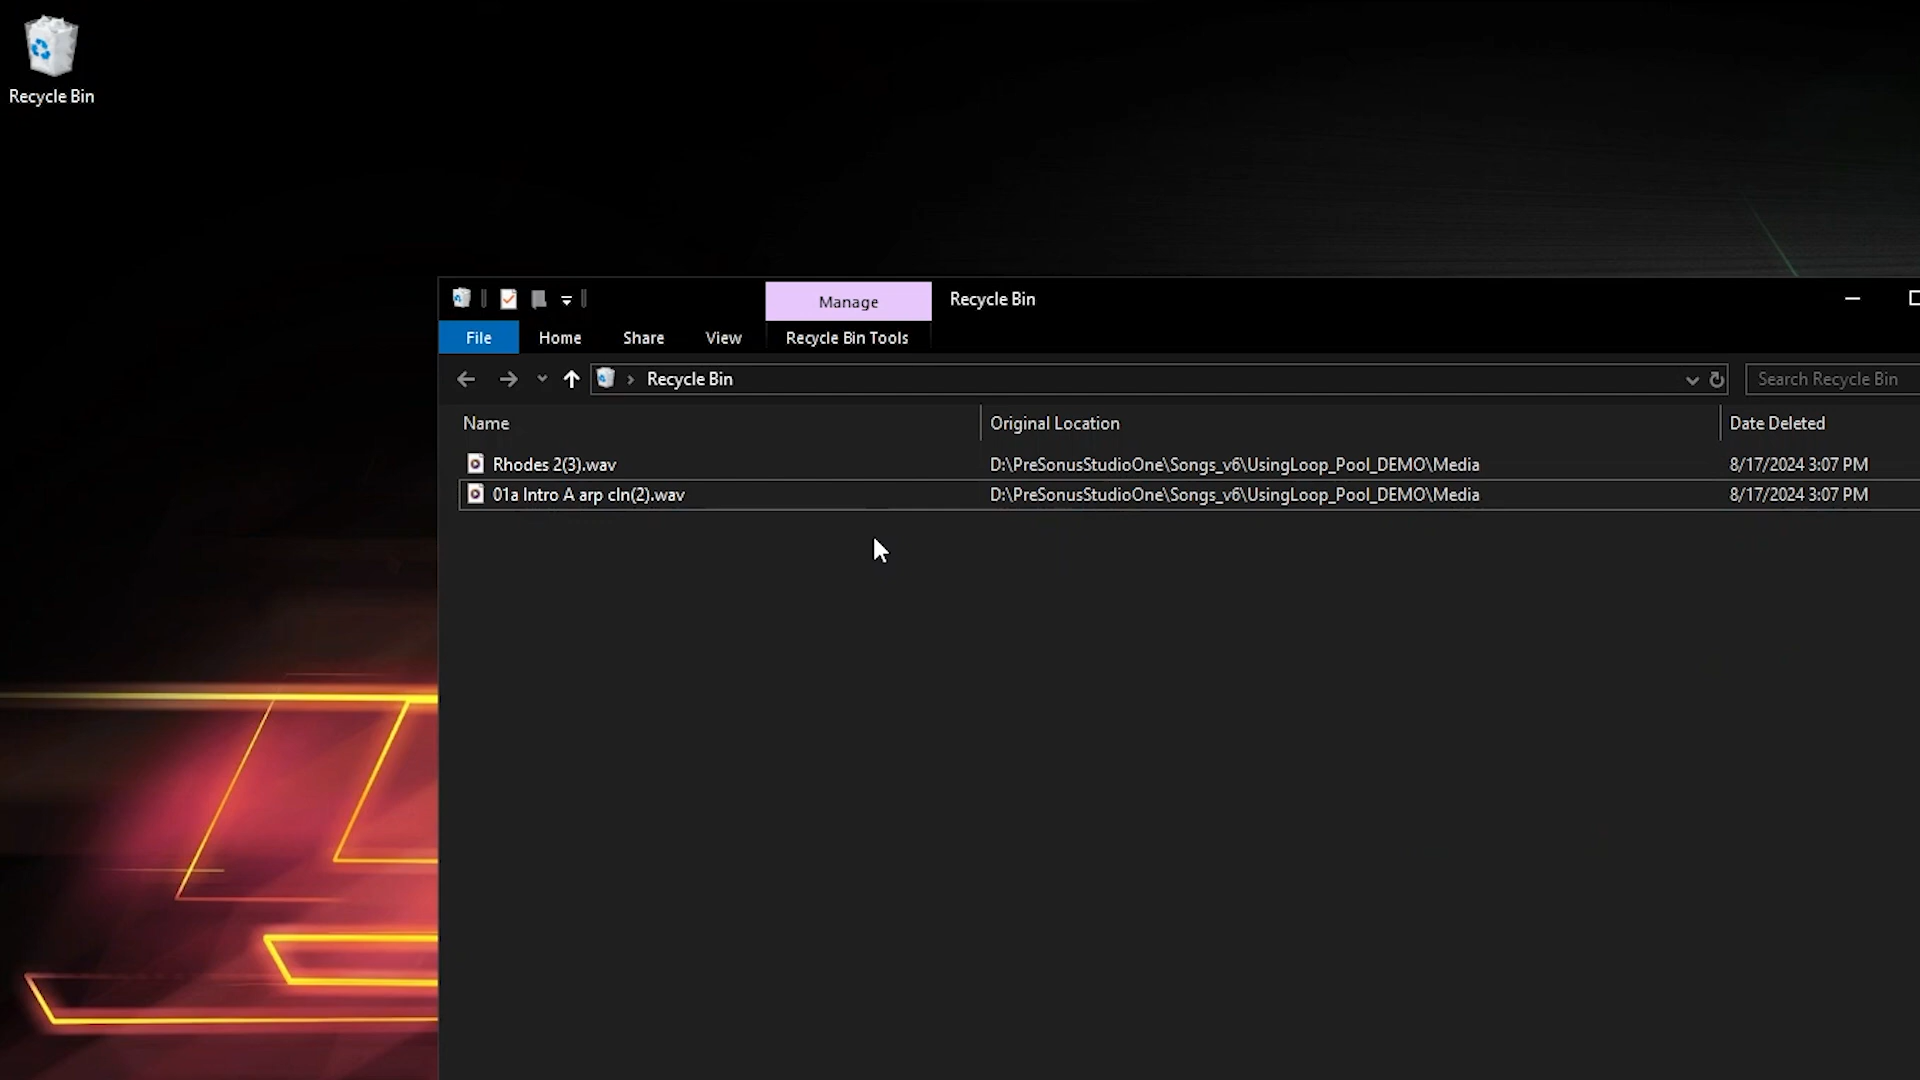 Recycle Bin
Manage
Recycle Bin
File
Home
Share
View
Recycle Bin Tools
Recycle Bin
Search Recycle Bin
Name
Original Location
Date Deleted
Rhodes 2(3).wav
D:\PreSonusStudioOne\Songs_v6\UsingLoop_Pool_DEMO\Media
8/17/2024 3:07 PM
01a Intro A arp cln(2).wav
D:\PreSonusStudioOne\Songs_v6\UsingLoop_Pool_DEMO\Media
8/17/2024 3:07 PM